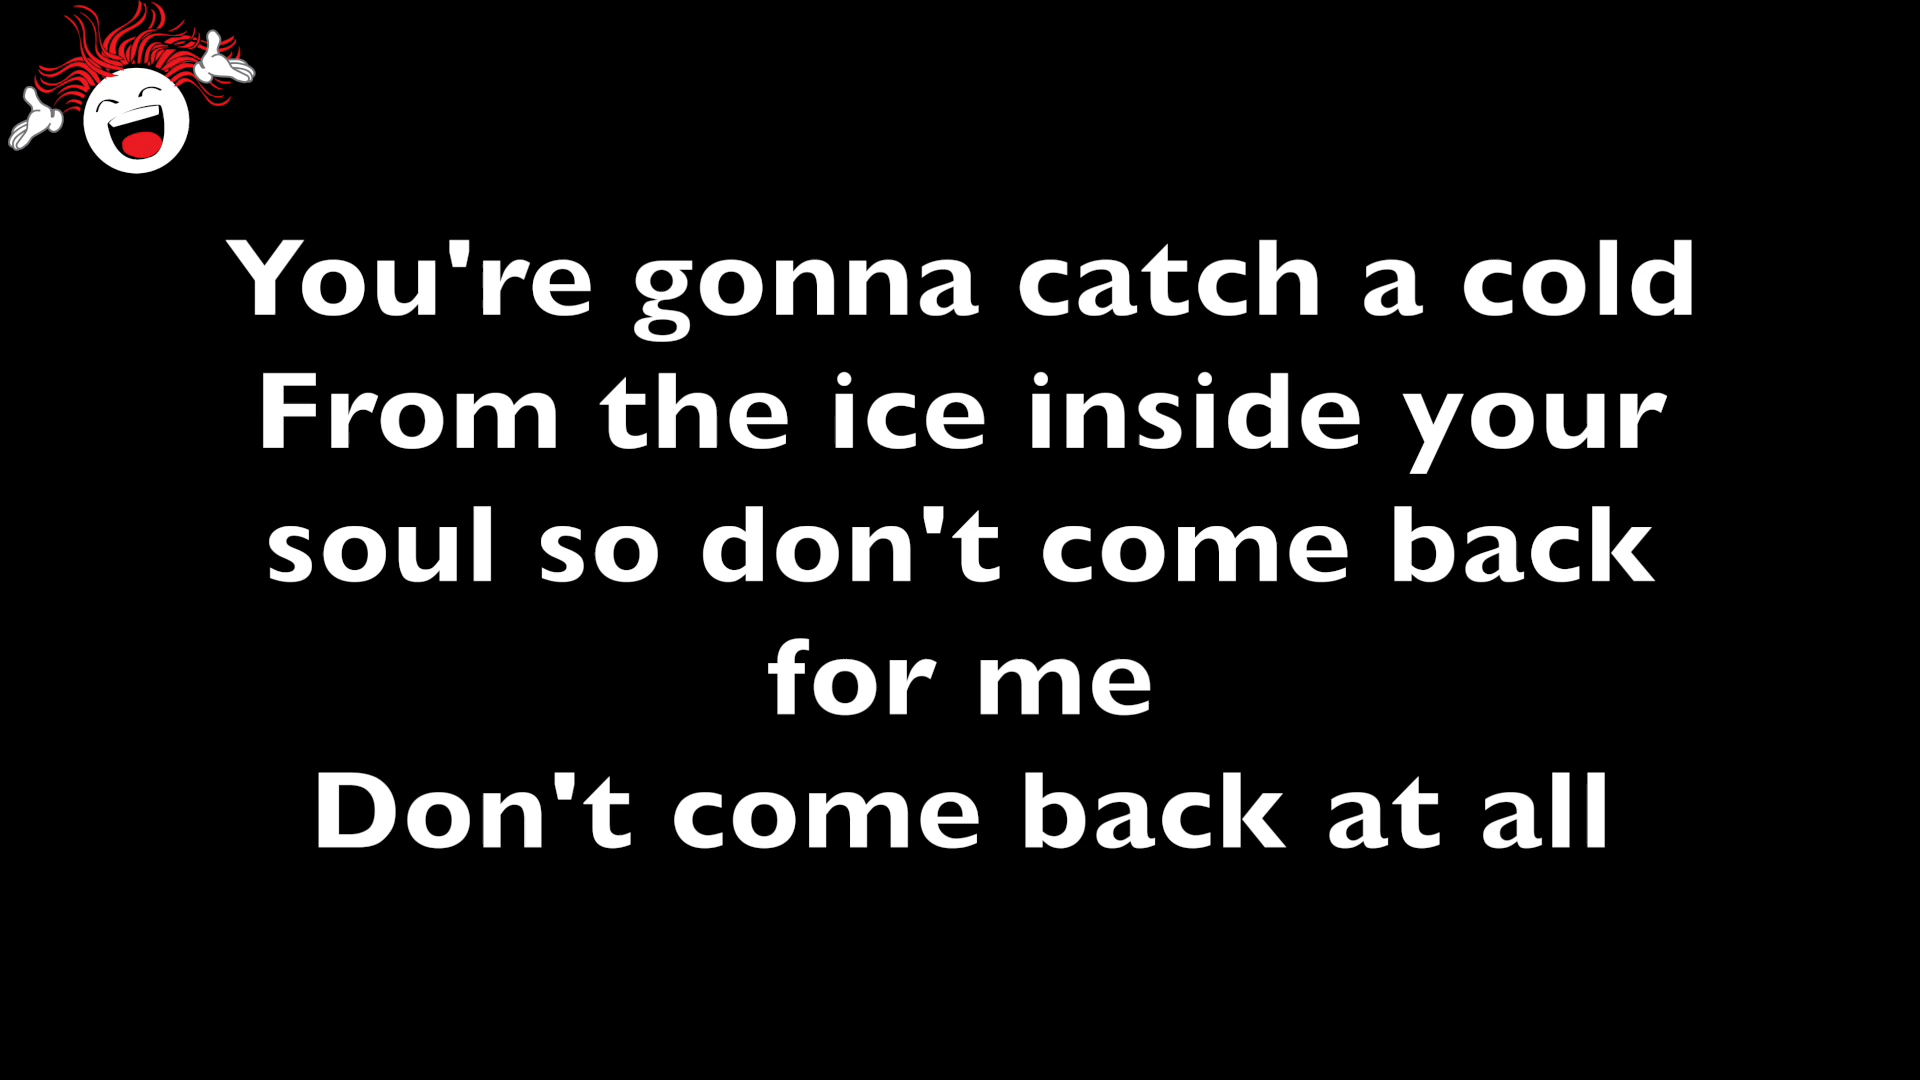 You're gonna catch a cold
From the ice inside your
soul so don't come back
for me
Don't come back at all